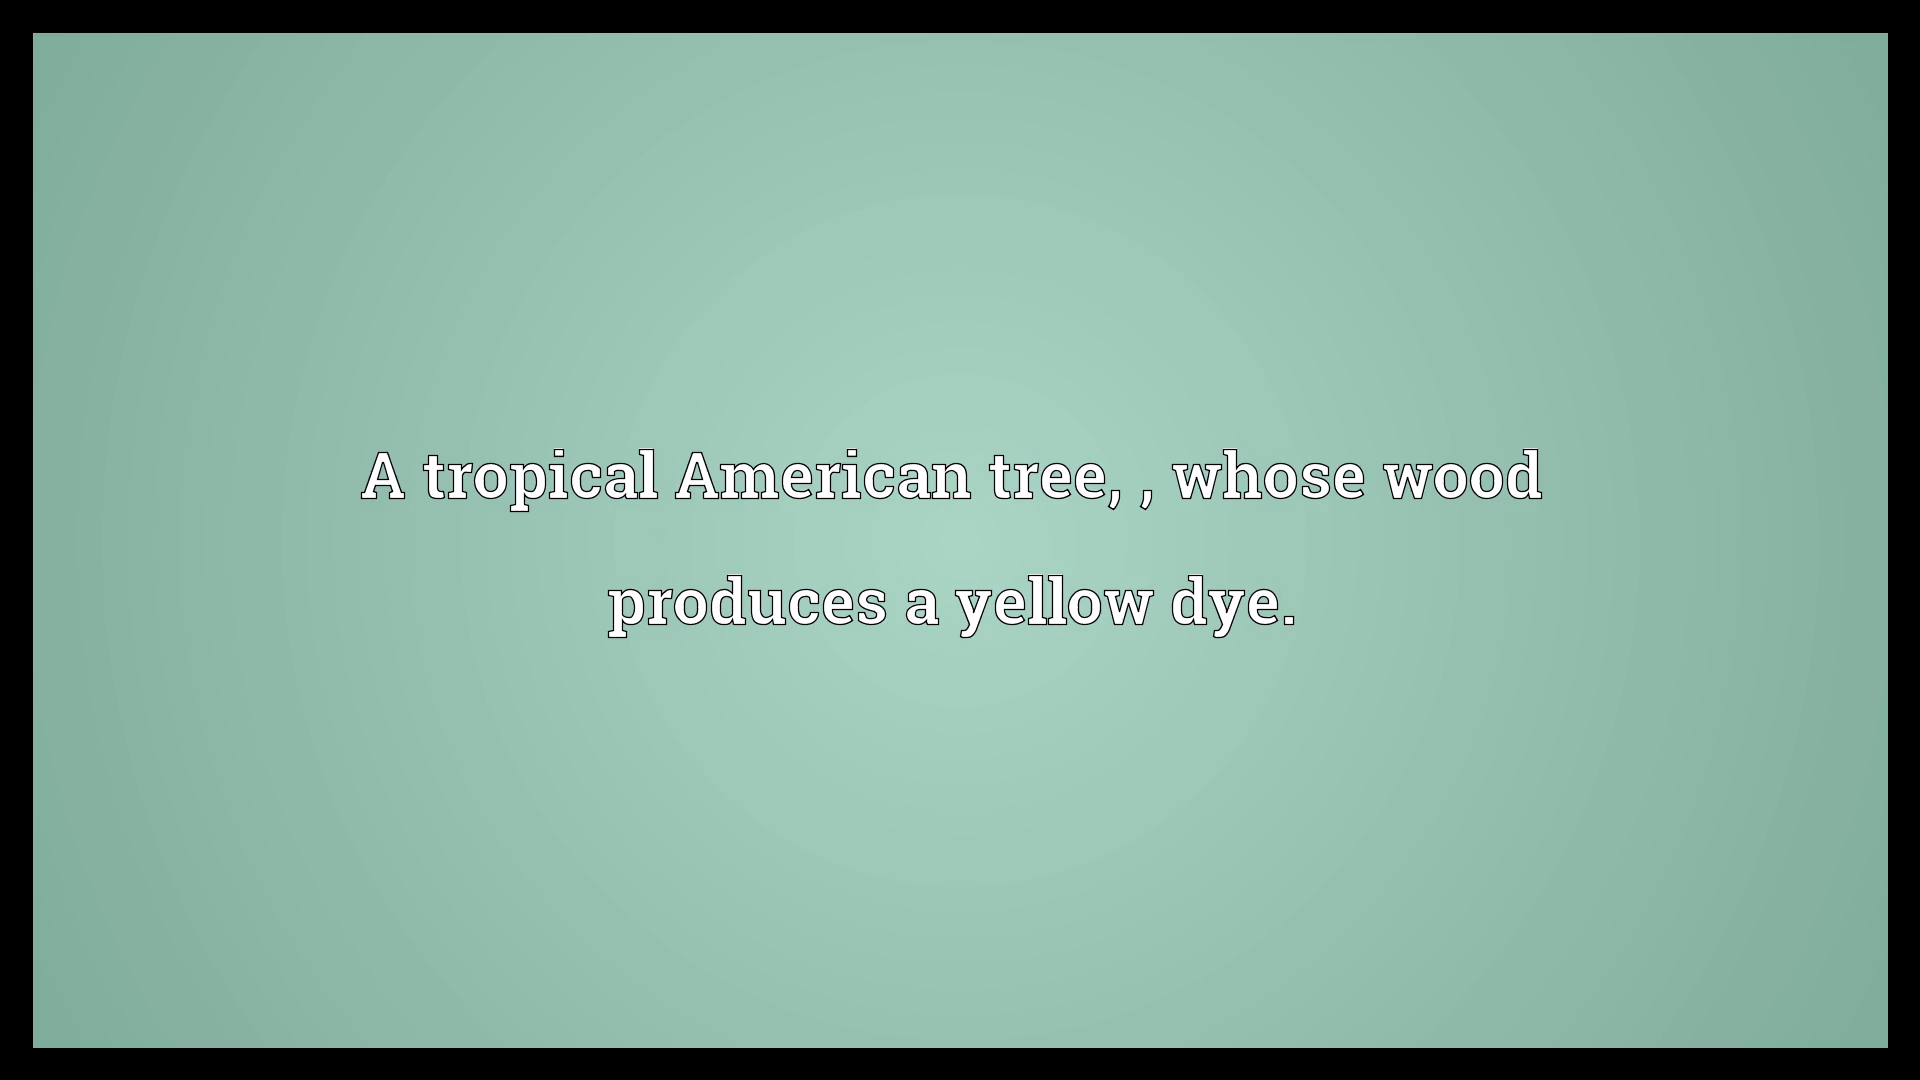 A tropical American tree, , whose wood
produces a yellow dye.